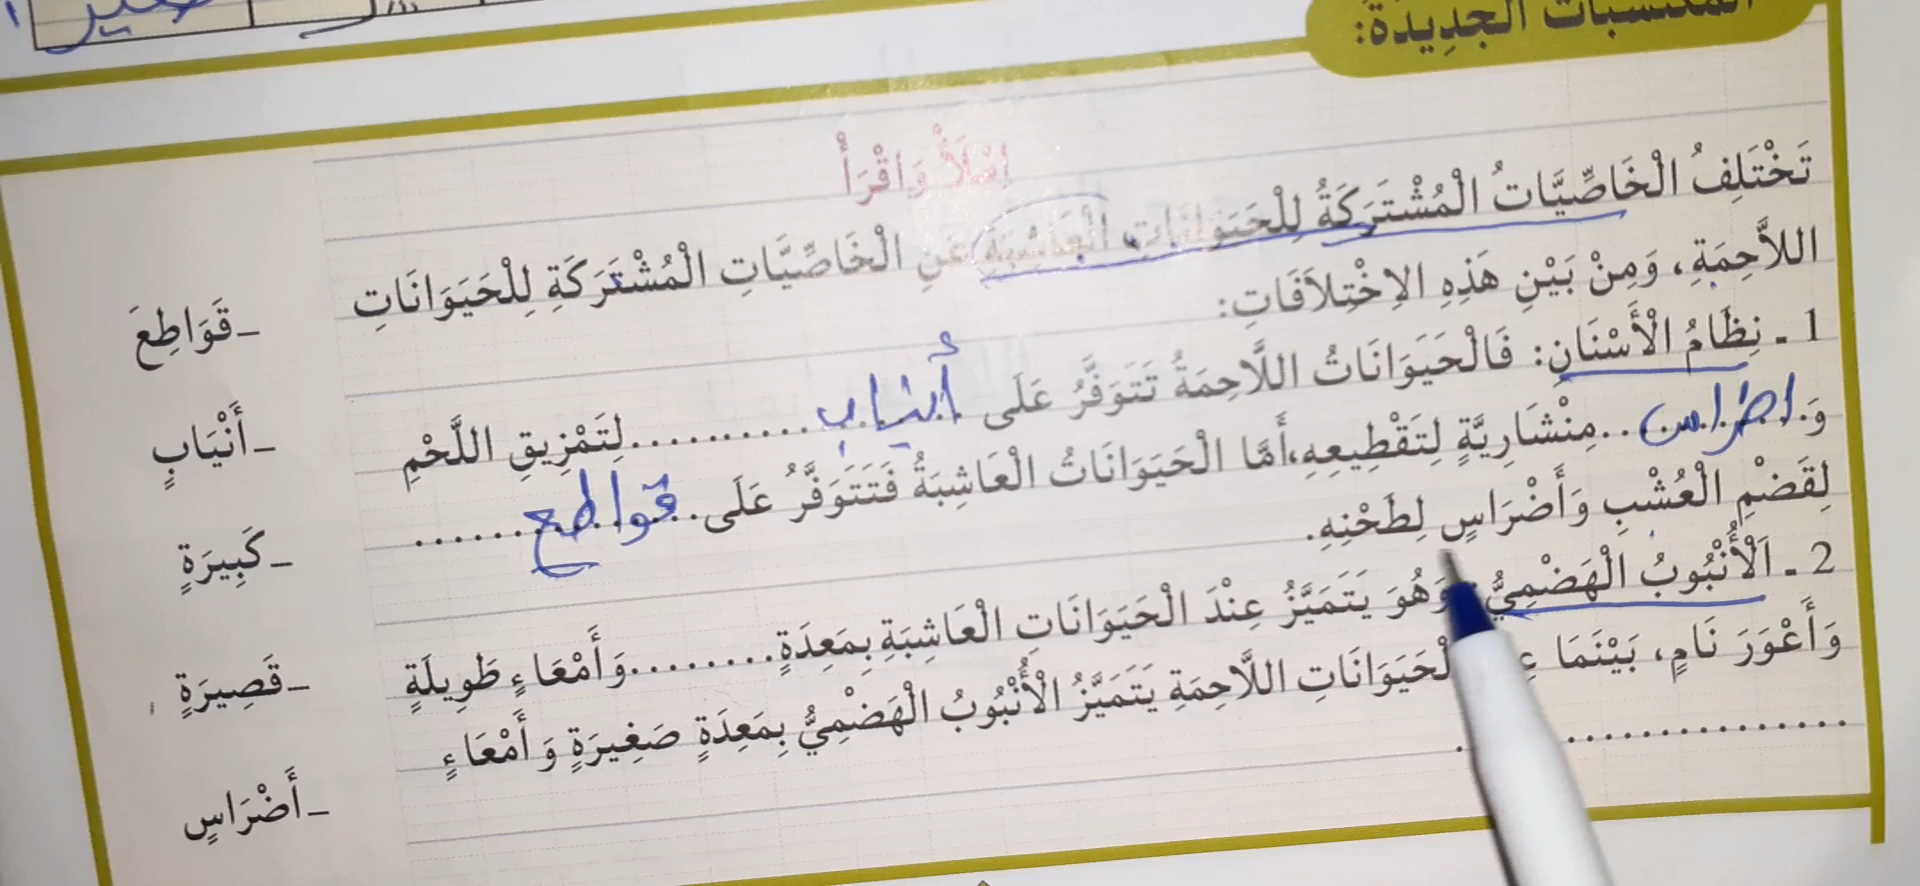 المكتسبات الجديدة:
اِمْلَأْ وَاقْرَأْ
تَخْتَلِفُ الْخَاصِّيَّاتُ الْمُشْتَرَكَةُ لِلْحَيَوَانَاتِ الْعَاشِبَةِ عَنِ الْخَاصِّيَّاتِ الْمُشْتَرَكَةِ لِلْحَيَوَانَاتِ
اللَّاحِمَةِ، وَمِنْ بَيْنِ هَذِهِ الِاخْتِلَافَاتِ:
1 - نِظَامُ الْأَسْنَانِ: فَالْحَيَوَانَاتُ اللَّاحِمَةُ تَتَوَفَّرُ عَلَى أنياب.........لِتَمْزِيقِ اللَّحْمِ
وَ.اطراس..مِنْشَارِيَّةٍ لِتَقْطِيعِهِ،أَمَّا الْحَيَوَانَاتُ الْعَاشِبَةُ فَتَتَوَفَّرُ عَلَى..قواطع......
لِقَضْمِ الْعُشْبِ وَأَضْرَاسٍ لِطَحْنِهِ.
2 - اَلْأُنْبُوبُ الْهَضْمِيُّ وَهُوَ يَتَمَيَّزُ عِنْدَ الْحَيَوَانَاتِ الْعَاشِبَةِ بِمَعِدَةٍ.........وَأَمْعَاءٍ طَوِيلَةٍ
وَأَعْوَرَ نَامٍ، بَيْنَمَا الْحَيَوَانَاتِ اللَّاحِمَةِ يَتَمَيَّزُ الْأُنْبُوبُ الْهَضْمِيُّ بِمَعِدَةٍ صَغِيرَةٍ وَ أَمْعَاءٍ
..................
- قَوَاطِعَ
- أَنْيَابٍ
- كَبِيرَةٍ
- قَصِيرَةٍ
- أَضْرَاسٍ